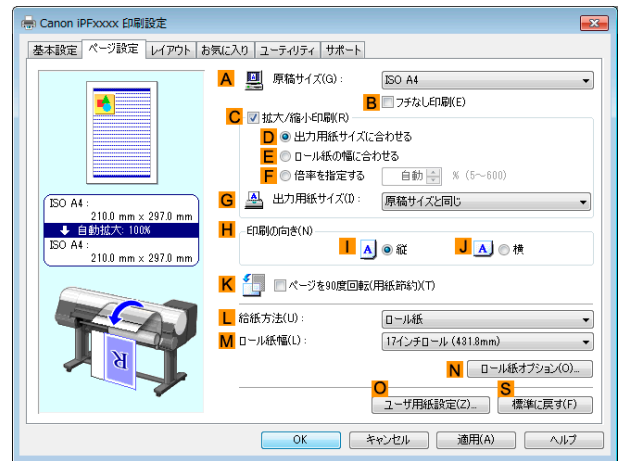 Canon iPFxxxx 印刷設定
基本設定 ページ設定 レイアウト お気に入り ユーティリティ サポート
A 原稿サイズ(G): ISO A4
B フチなし印刷(E)
C 拡大/縮小印刷(R)
D 出力用紙サイズに合わせる
E ロール紙の幅に合わせる
F 倍率を指定する 自動 % (5～600)
G 出力用紙サイズ(I): 原稿サイズと同じ
ISO A4 :
210.0 mm x 297.0 mm
自動拡大: 100%
ISO A4 :
210.0 mm x 297.0 mm
H 印刷の向き(N)
I A 縦 J A 横
K ページを90度回転(用紙節約)(T)
L 給紙方法(U): ロール紙
M ロール紙幅(L): 17インチロール (431.8mm)
R
N ロール紙オプション(O)...
O S
ユーザ用紙設定(Z)... 標準に戻す(F)
OK キャンセル 適用(A) ヘルプ